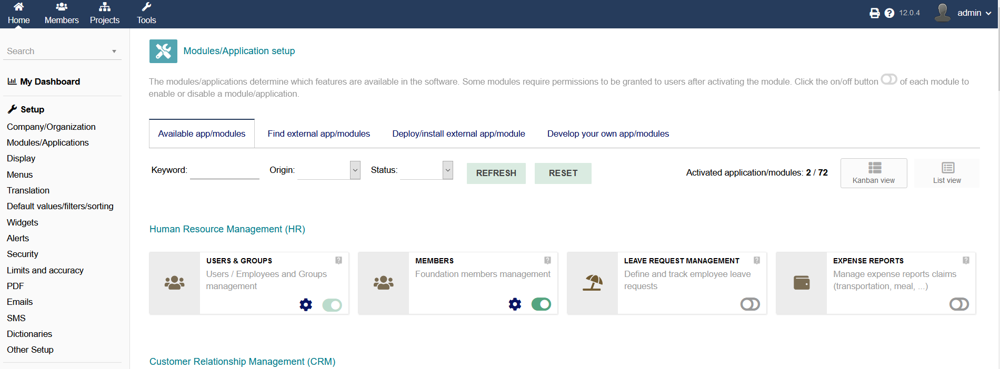 Home Members Projects Tools 12.0.4 admin
Search
My Dashboard
Setup
Company/Organization
Modules/Applications
Display
Menus
Translation
Default values/filters/sorting
Widgets
Alerts
Security
Limits and accuracy
PDF
Emails
SMS
Dictionaries
Other Setup
Modules/Application setup
The modules/applications determine which features are available in the software. Some modules require permissions to be granted to users after activating the module. Click the on/off button of each module to
enable or disable a module/application.
Available app/modules Find external app/modules Deploy/install external app/module Develop your own app/modules
Keyword: Origin: Status: REFRESH RESET Activated application/modules: 2 / 72 Kanban view List view
Human Resource Management (HR)
USERS & GROUPS
Users / Employees and Groups
management
MEMBERS
Foundation members management
LEAVE REQUEST MANAGEMENT
Define and track employee leave
requests
EXPENSE REPORTS
Manage expense reports claims
(transportation, meal, ...)
Customer Relationship Management (CRM)